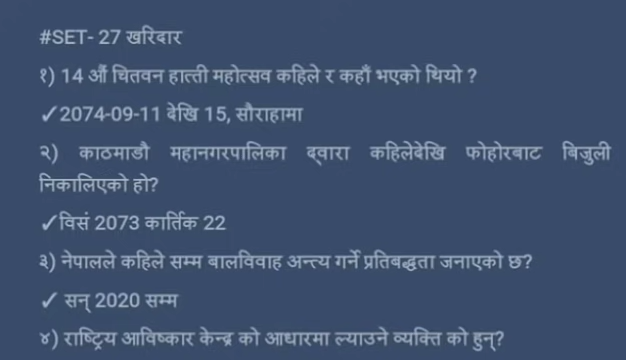 #SET- 27 खरिदार
१) 14 औं चितवन हात्ती महोत्सव कहिले र कहाँ भएको थियो ?
✓2074-09-11 देखि 15, सौराहामा
२) काठमाडौ महानगरपालिका द्वारा कहिलेदेखि फोहोरबाट बिजुली
निकालिएको हो?
✓विसं 2073 कार्तिक 22
३) नेपालले कहिले सम्म बालविवाह अन्त्य गर्ने प्रतिबद्धता जनाएको छ?
✓ सन् 2020 सम्म
४) राष्ट्रिय आविष्कार केन्द्र को आधारमा ल्याउने व्यक्ति को हुन्?